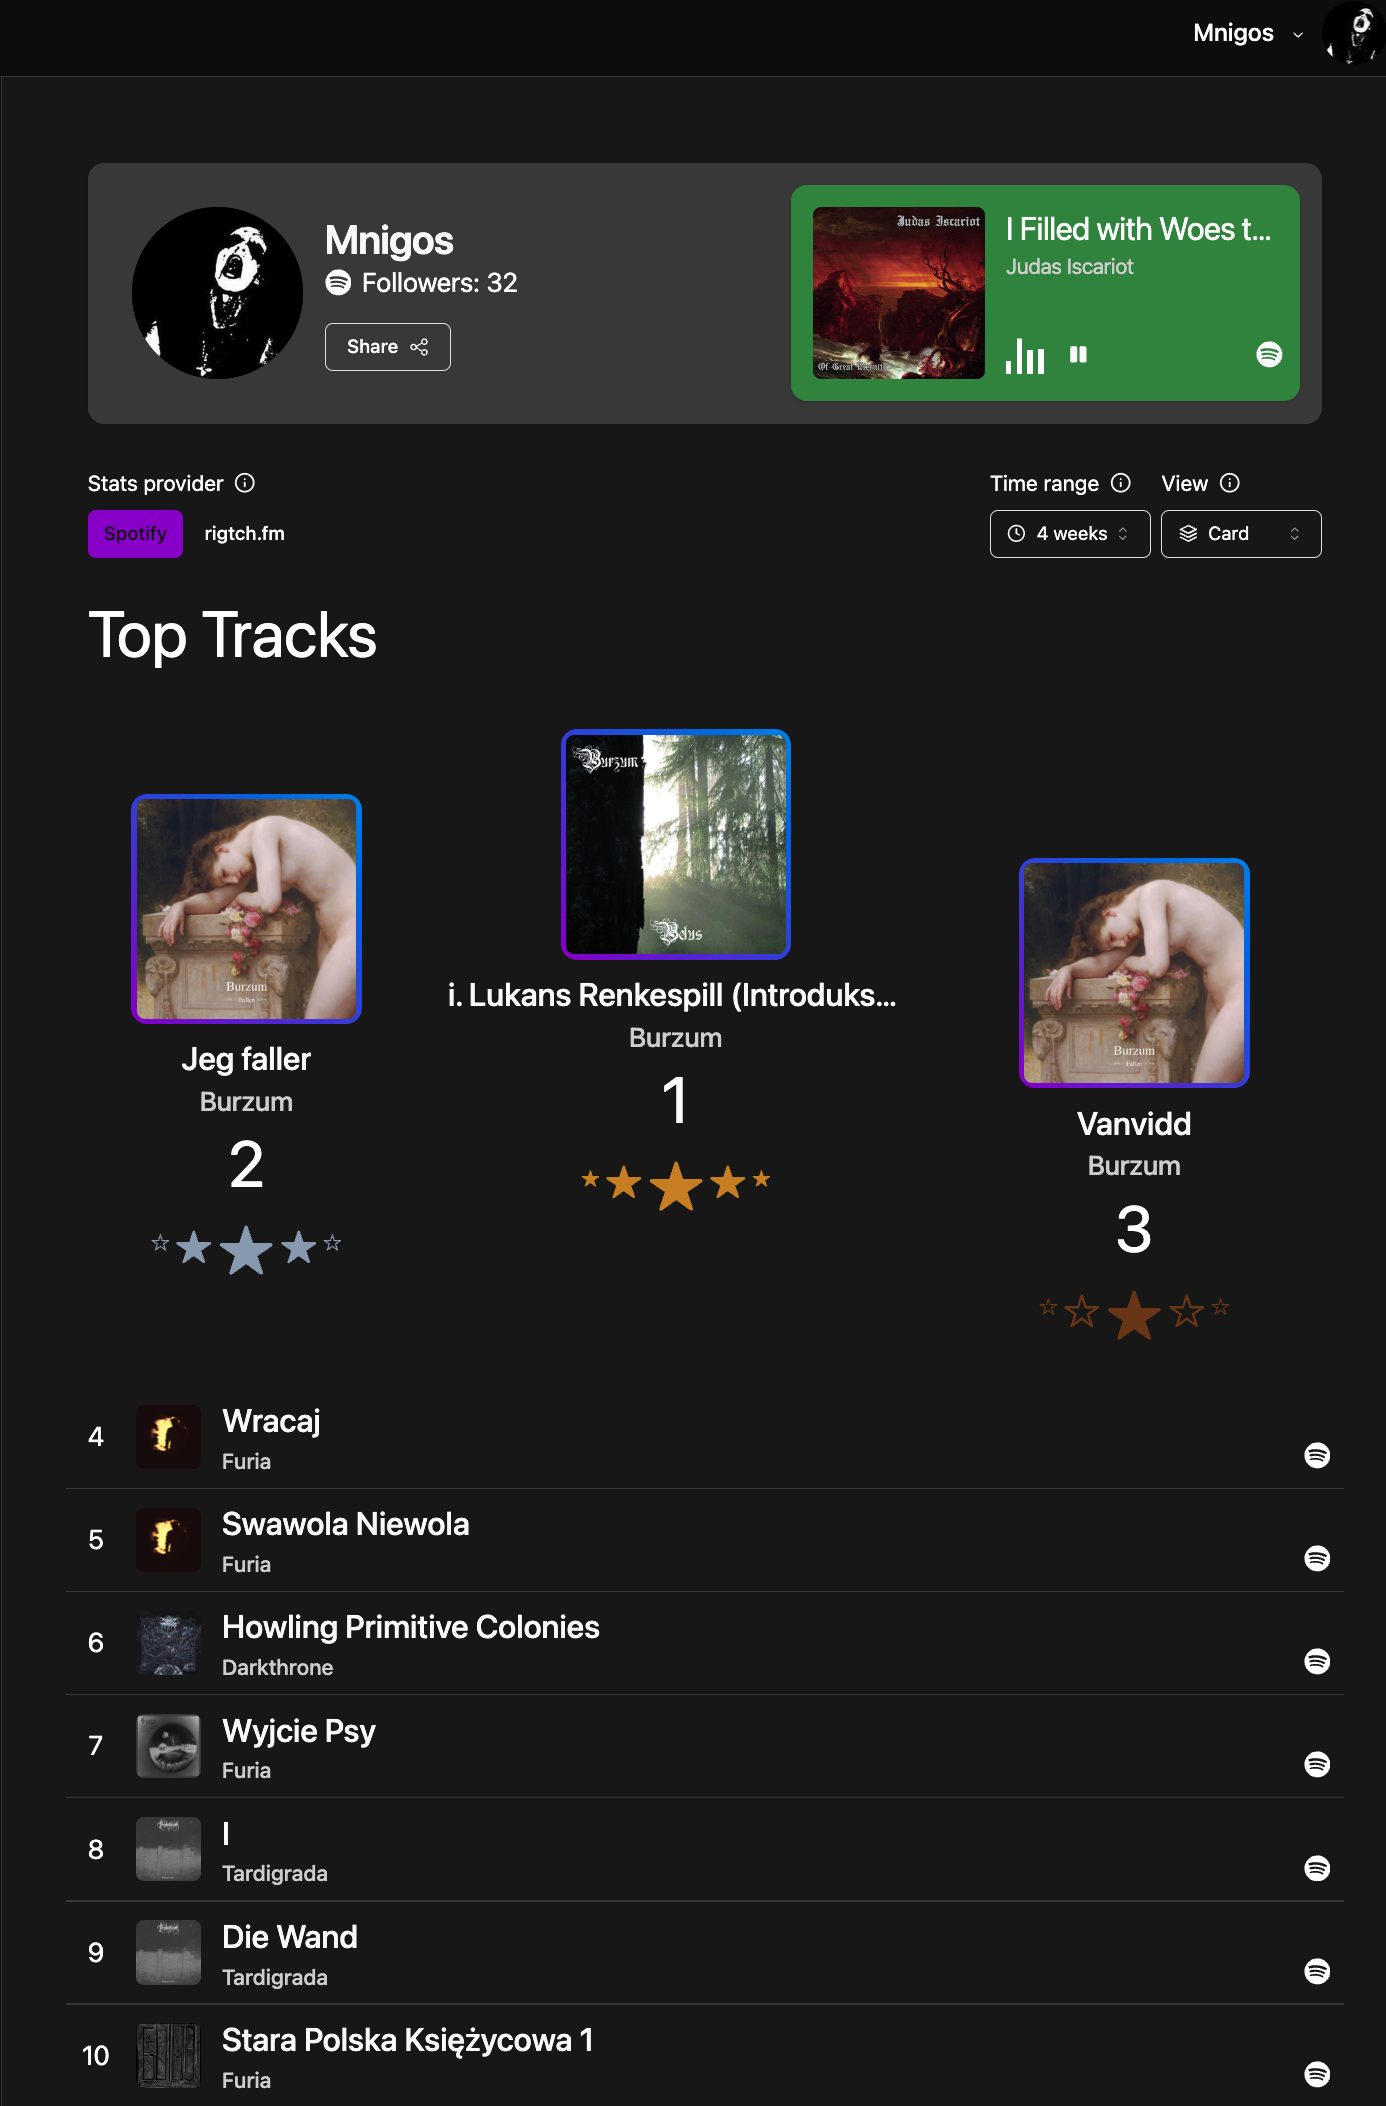 Mnigos
Mnigos
Followers: 32
Share
Judas Iscariot
Of Great Eternity
I Filled with Woes t...
Judas Iscariot
Stats provider
Spotify
rigtch.fm
Time range
View
4 weeks
Card
Top Tracks
Burzum
Belus
i. Lukans Renkespill (Introduks...
Burzum
1
Burzum
Fallen
Jeg faller
Burzum
2
Burzum
Fallen
Vanvidd
Burzum
3
4
Wracaj
Furia
5
Swawola Niewola
Furia
6
Howling Primitive Colonies
Darkthrone
7
Wyjcie Psy
Furia
8
I
Tardigrada
9
Die Wand
Tardigrada
10
Stara Polska Księżycowa 1
Furia